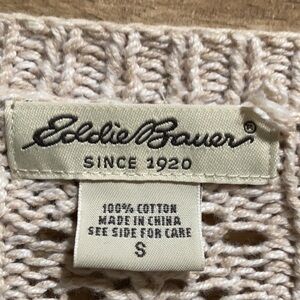 Eddie Bauer®
SINCE 1920
100% COTTON
MADE IN CHINA
SEE SIDE FOR CARE
S